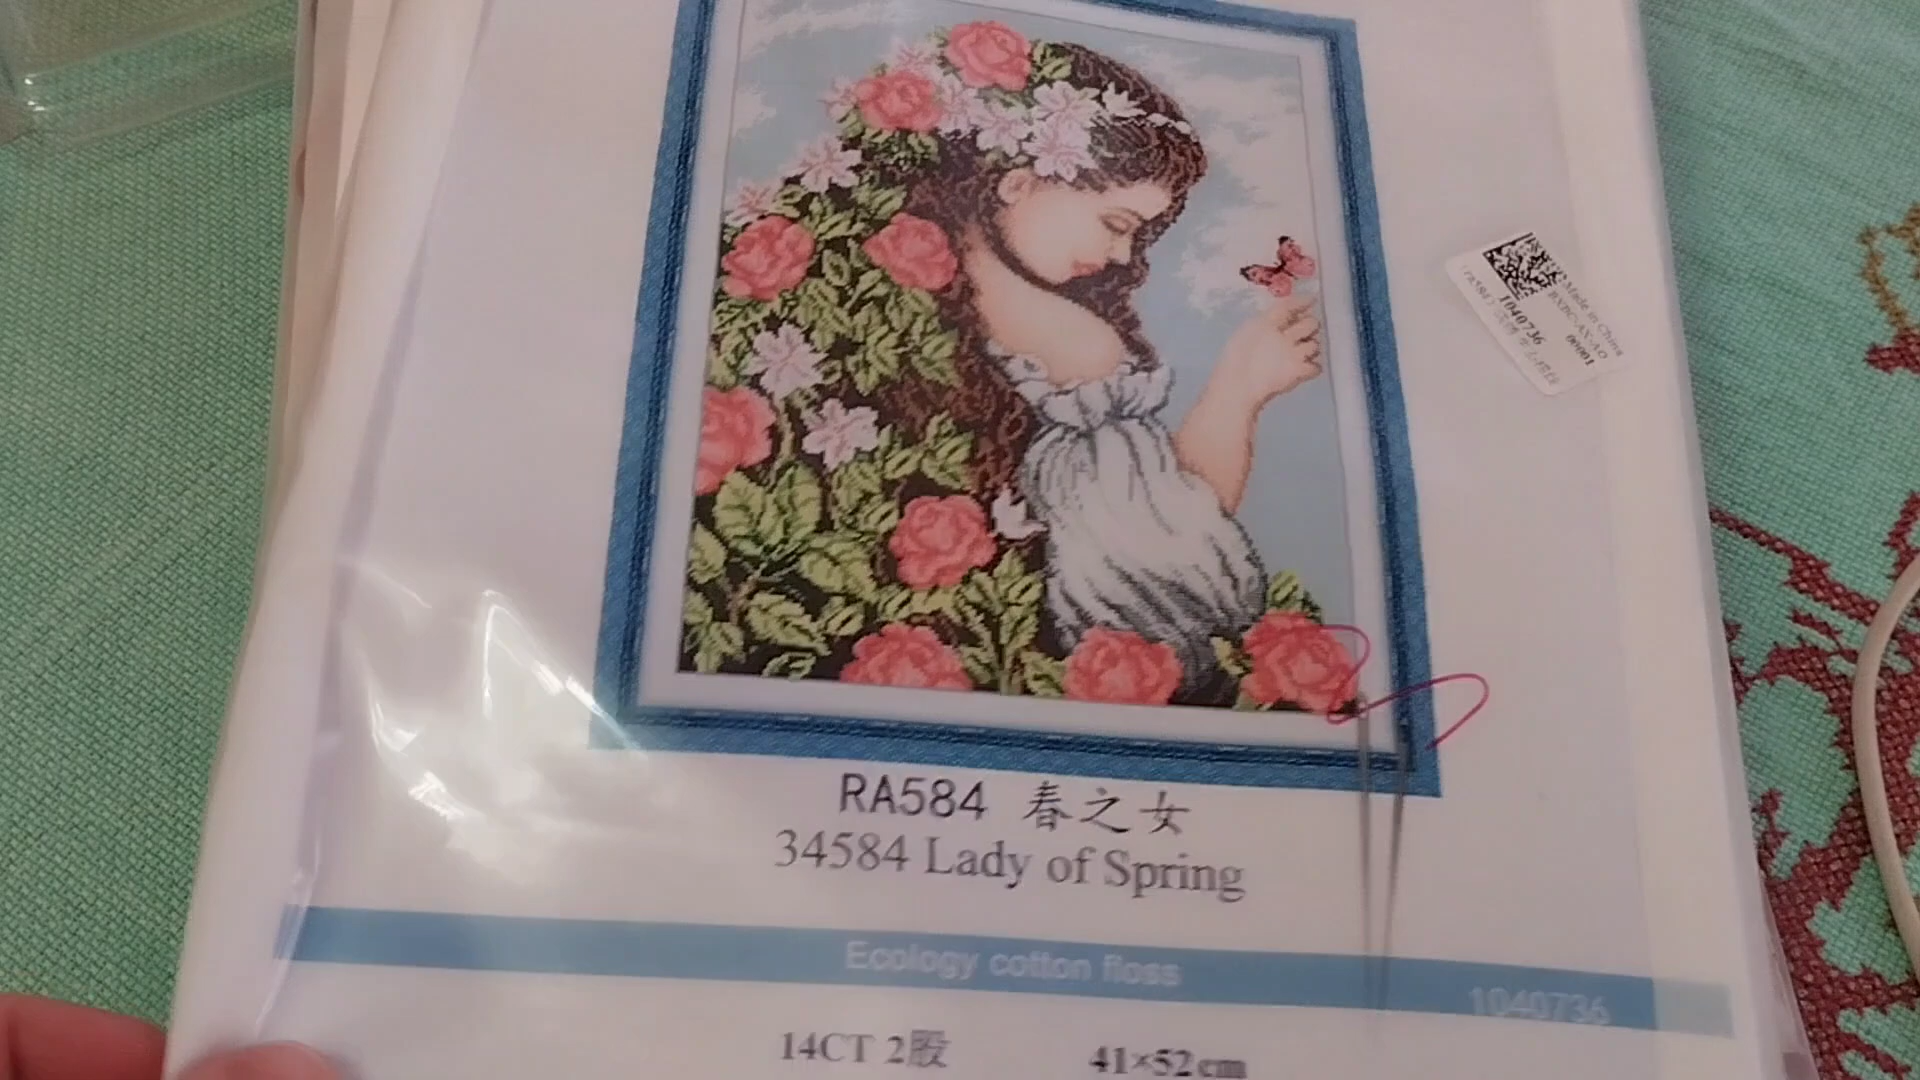 Made in China
1040736
00001
RA584 春之女
34584 Lady of Spring
Ecology cotton floss
1040736
14CT 2股 41×52cm